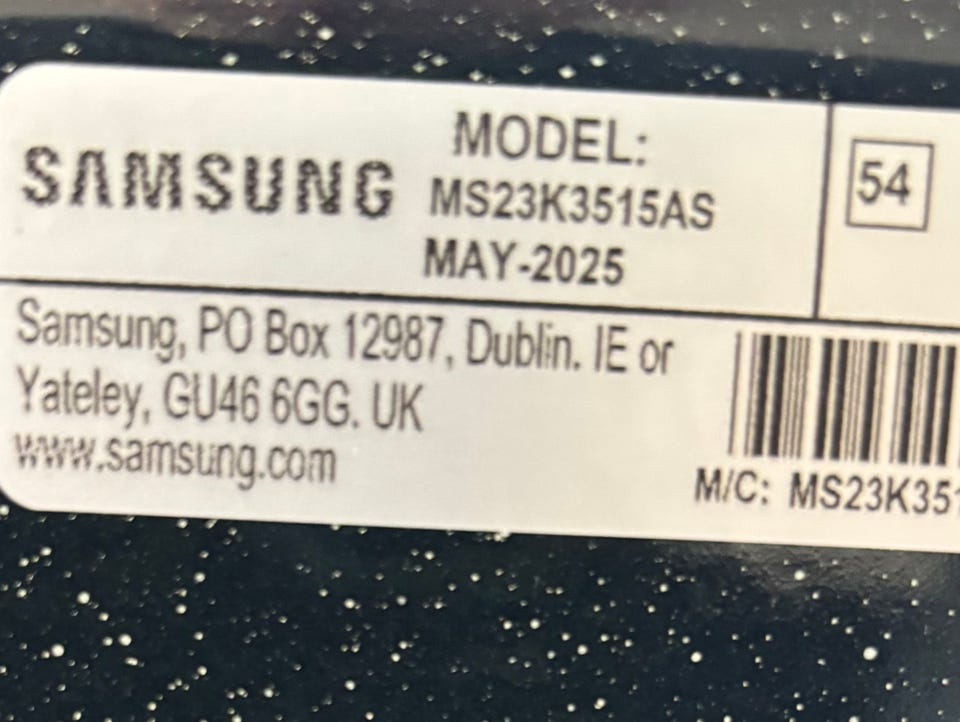 SAMSUNG
MODEL:
MS23K3515AS
MAY-2025
54
Samsung, PO Box 12987, Dublin. IE or
Yateley, GU46 6GG. UK
www.samsung.com
M/C: MS23K351